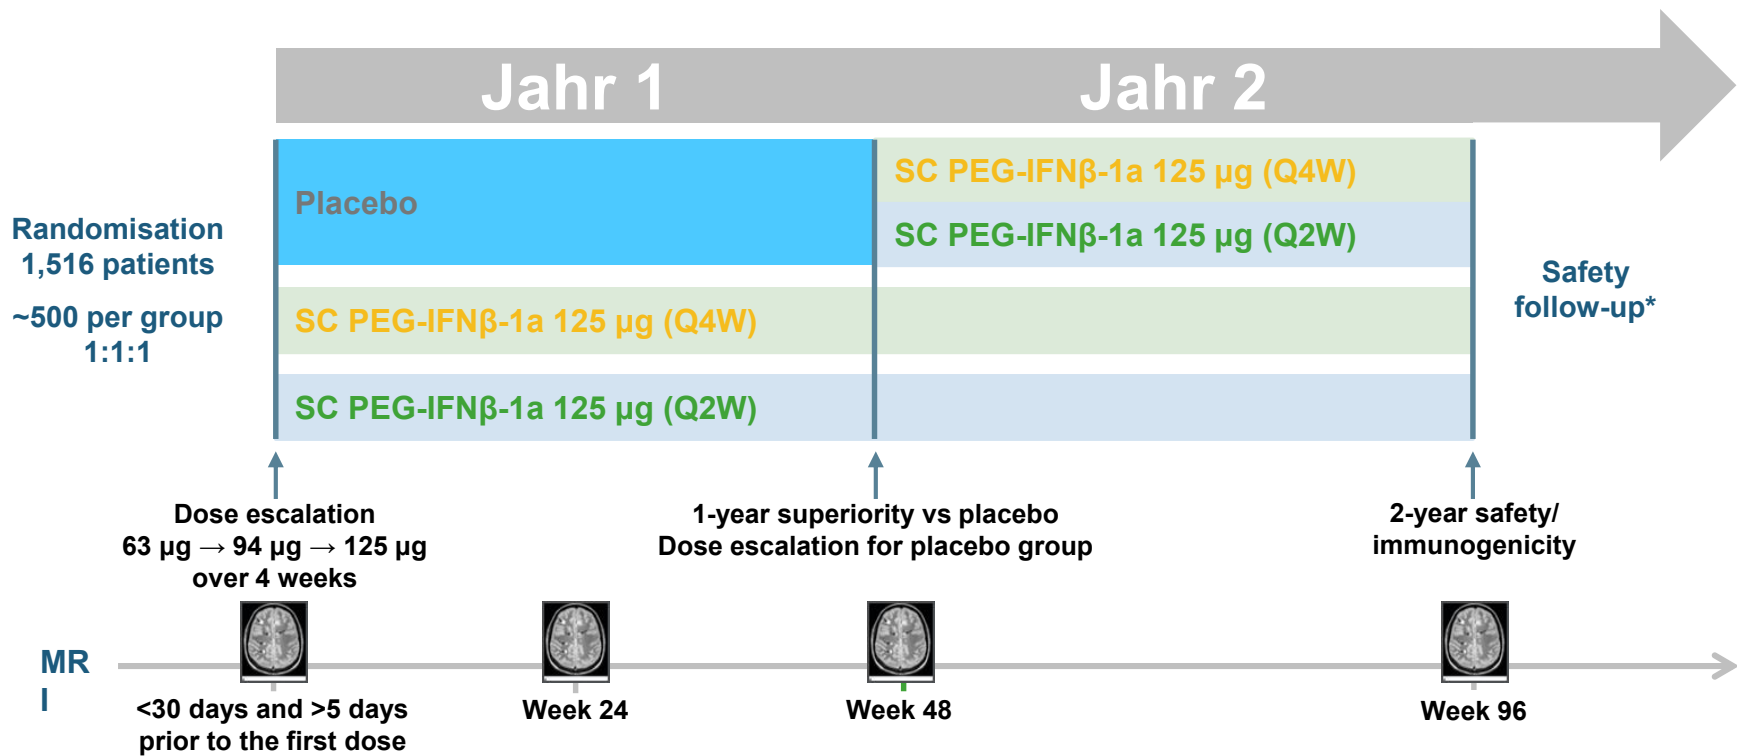 Jahr 1
Jahr 2
Placebo
SC PEG-IFNβ-1a 125 µg (Q4W)
SC PEG-IFNβ-1a 125 µg (Q2W)
Randomisation
1,516 patients
~500 per group
1:1:1
SC PEG-IFNβ-1a 125 µg (Q4W)
SC PEG-IFNβ-1a 125 µg (Q2W)
Safety
follow-up*
Dose escalation
63 µg → 94 µg → 125 µg
over 4 weeks
1-year superiority vs placebo
Dose escalation for placebo group
2-year safety/
immunogenicity
MR
I
<30 days and >5 days
prior to the first dose
Week 24
Week 48
Week 96